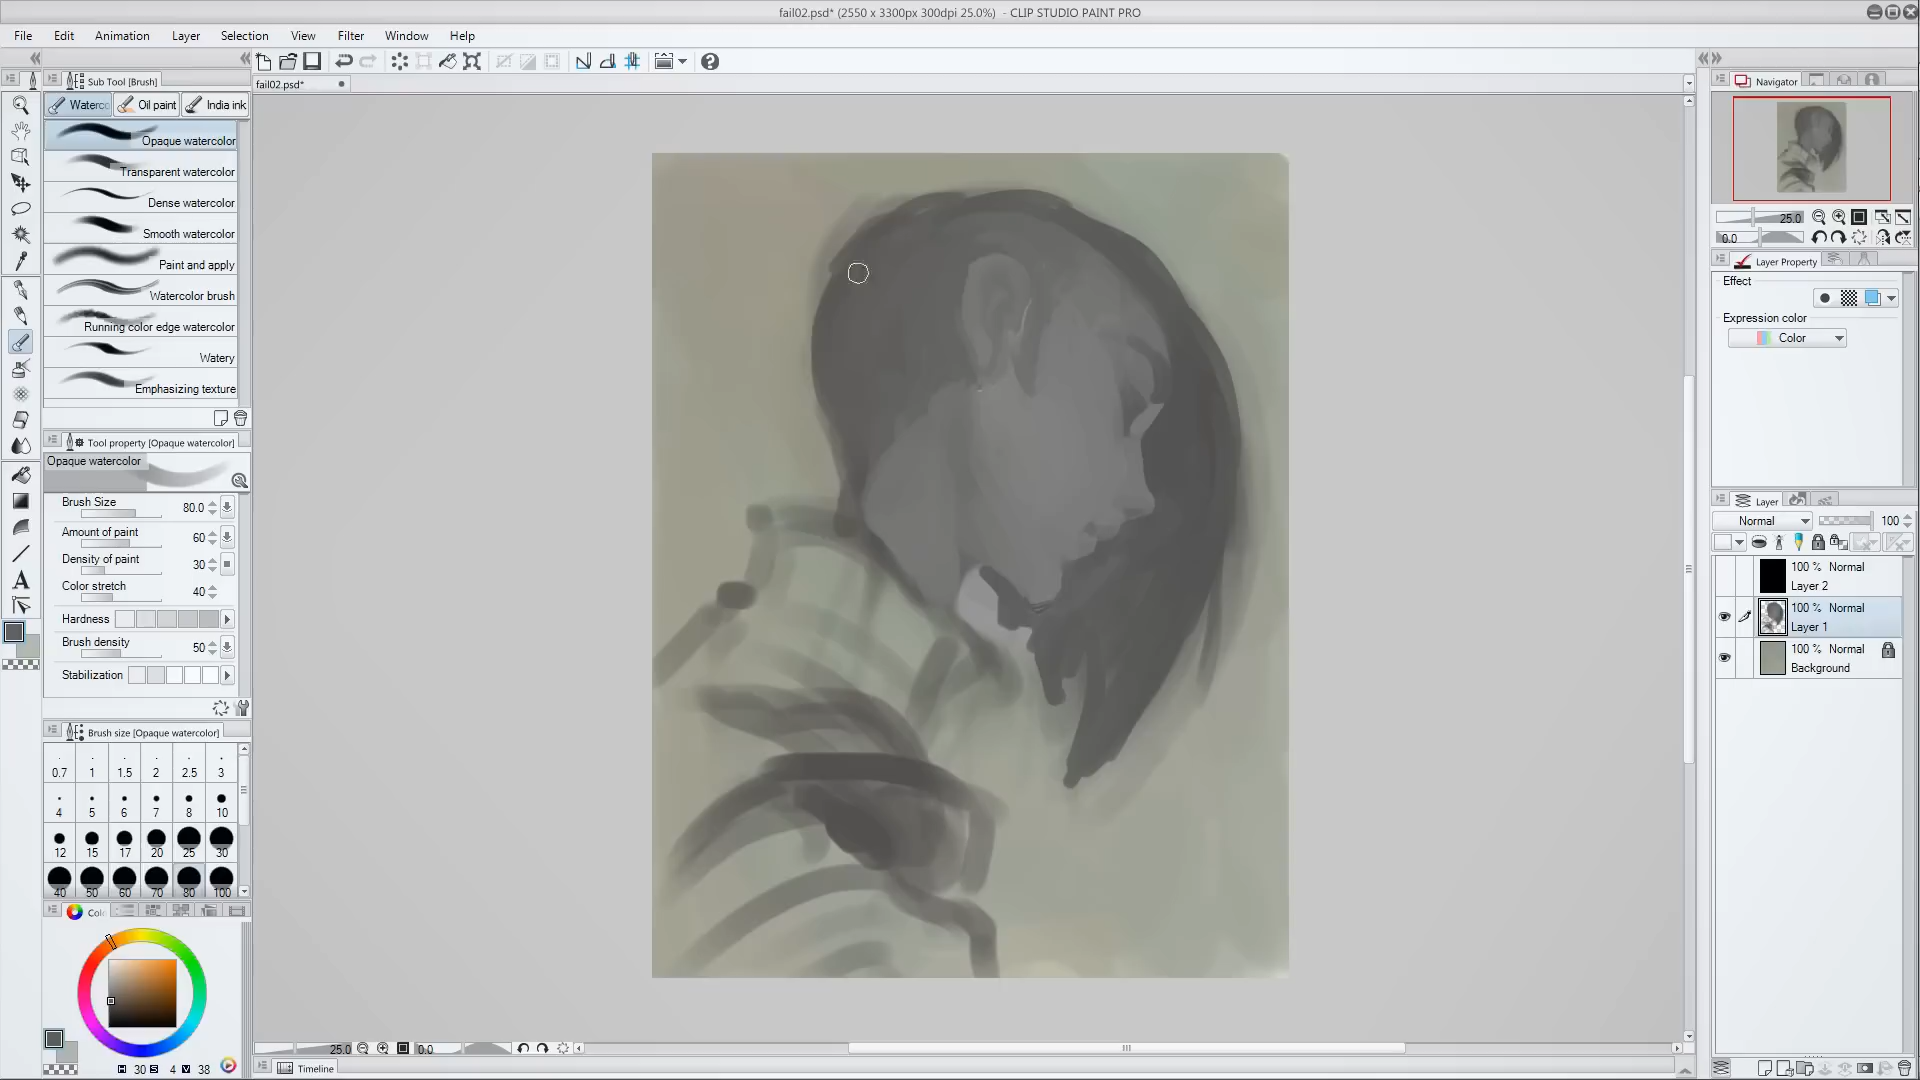 fail02.psd* (2550 x 3300px 300dpi 25.0%) - CLIP STUDIO PAINT PRO
File Edit Animation Layer Selection View Filter Window Help
Sub Tool [Brush]
fail02.psd*
Navigator
Waterc Oil paint India ink
Opaque watercolor
Transparent watercolor
Dense watercolor
Smooth watercolor
Paint and apply
Watercolor brush
Running color edge watercolor
Watery
Emphasizing texture
25.0
0.0
Layer Property
Effect
Expression color
Color
Tool property [Opaque watercolor]
Opaque watercolor
Brush Size 80.0
Amount of paint 60
Density of paint 30
Color stretch 40
Hardness
Brush density 50
Stabilization
Layer
Normal 100
100 % Normal
Layer 2
100 % Normal
Layer 1
100 % Normal
Background
Brush size [Opaque watercolor]
0.7 1 1.5 2 2.5 3
4 5 6 7 8 10
12 15 17 20 25 30
40 50 60 70 80 100
Colo
H 30 S 4 V 38
25.0 0.0
Timeline
A